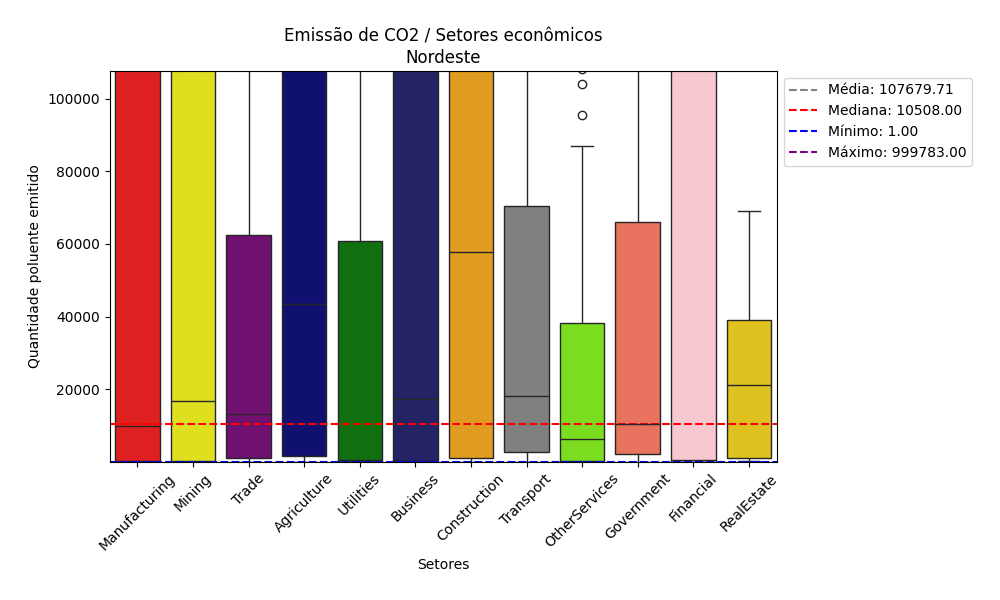 Emissão de CO2 / Setores econômicos
Nordeste
Média: 107679.71
Mediana: 10508.00
Mínimo: 1.00
Máximo: 999783.00
Quantidade poluente emitido
100000
80000
60000
40000
20000
Manufacturing
Mining
Trade
Agriculture
Utilities
Business
Construction
Transport
OtherServices
Government
Financial
RealEstate
Setores